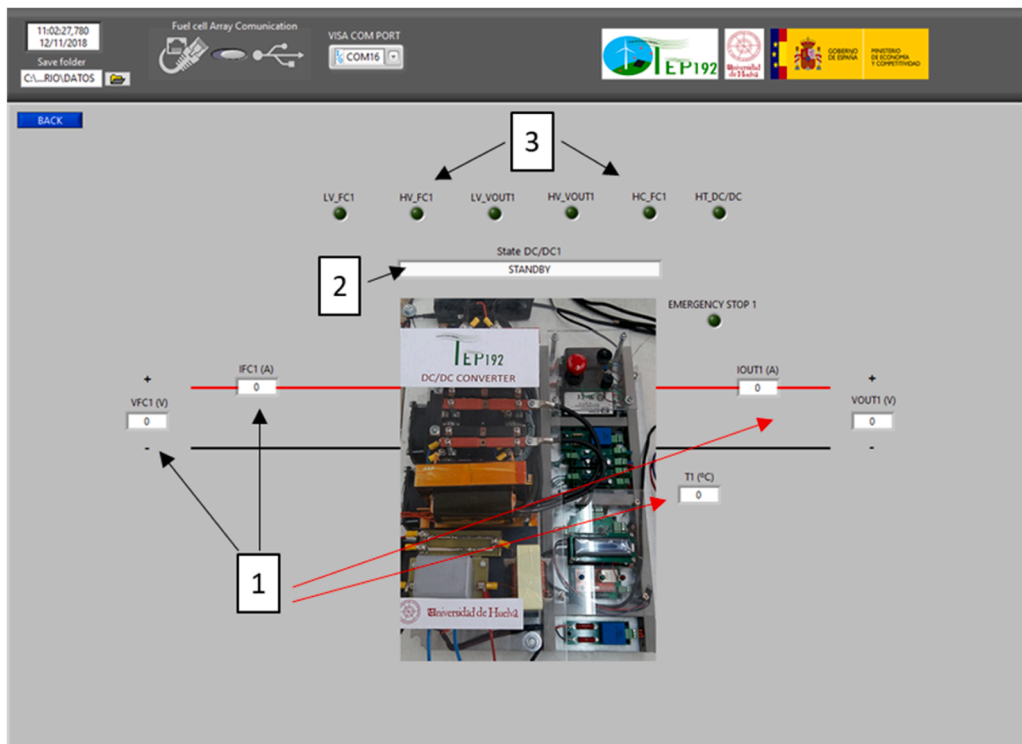 11:02:27,780
12/11/2018
Save folder
C:\...RIO\DATOS
Fuel cell Array Comunication
VISA COM PORT
COM16
TEP192
Universidad
de Huelva
GOBIERNO
DE ESPAÑA
MINISTERIO
DE ECONOMÍA
Y COMPETITIVIDAD
BACK
3
LV_FC1
HV_FC1
LV_VOUT1
HV_VOUT1
HC_FC1
HT_DC/DC
2
State DC/DC1
STANDBY
EMERGENCY STOP 1
TEP192
DC/DC CONVERTER
+
IFC1 (A)
0
VFC1 (V)
0
-
IOUT1 (A)
0
+
VOUT1 (V)
0
-
T1 (ºC)
0
1
Universidad de Huelva